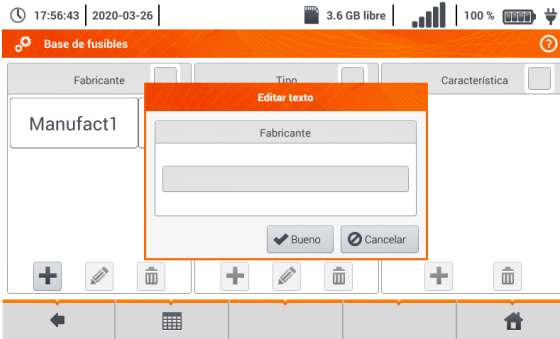 17:56:43 2020-03-26 3.6 GB libre 100 %
Base de fusibles
Fabricante Tipo Característica
Manufact1
Editar texto
Fabricante
Bueno Cancelar